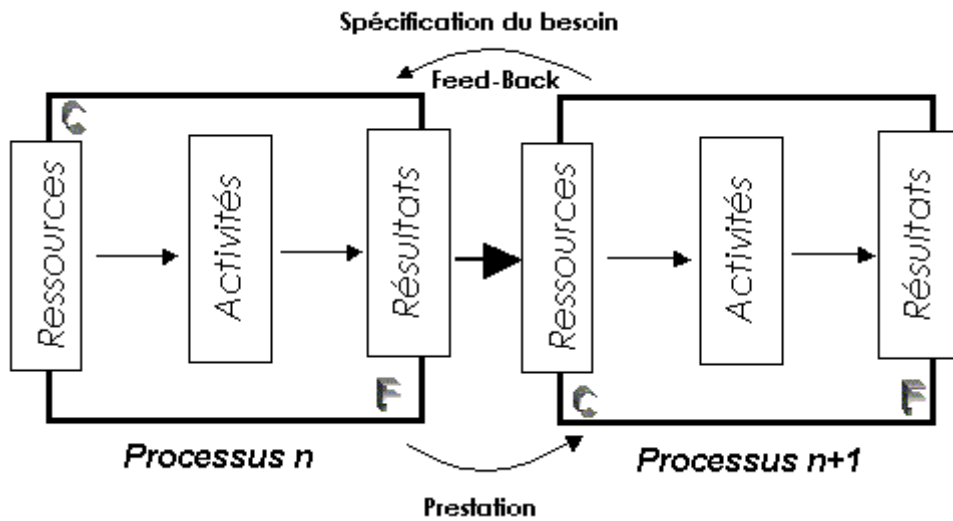 Spécification du besoin
Feed-Back
C
Ressources
Activités
Résultats
F
Processus n
Ressources
Activités
Résultats
C
F
Processus n+1
Prestation